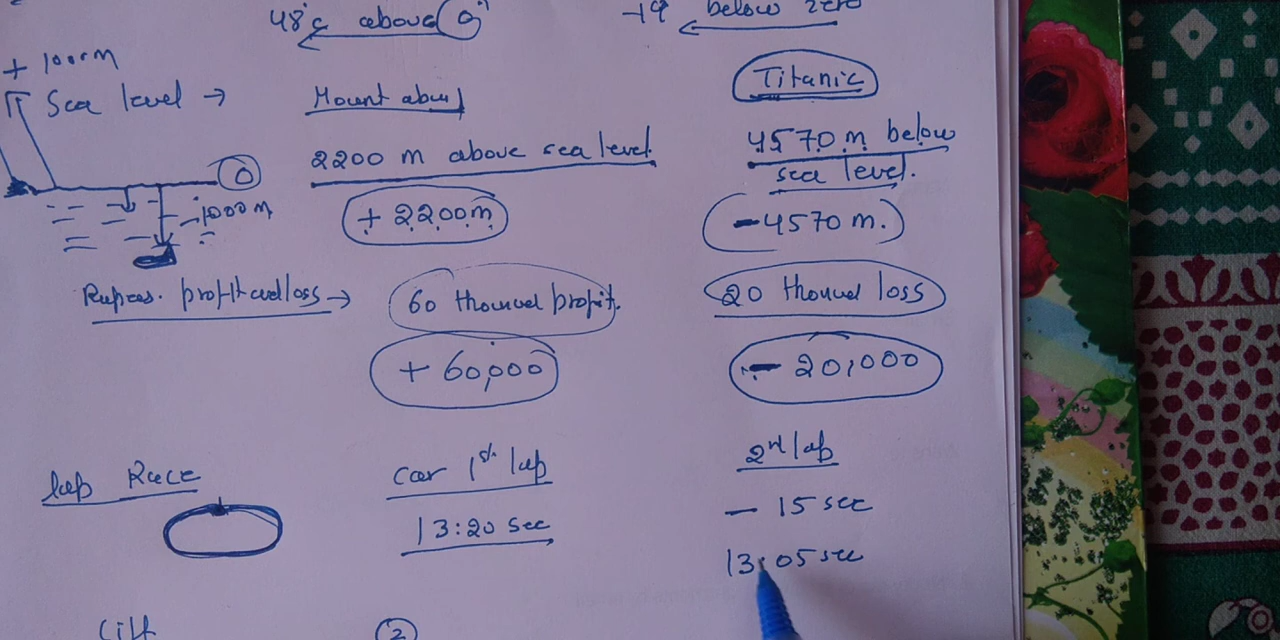 48°c above 0
-19 below zero
+ 1000m
Sea level →
Mount abu
Titanic
2200 m above sea level.
4570 m below
sea level.
0
-1000 m
+ 2200m
-4570 m.
Rupees. profit and loss →
60 thousand profit.
20 thousand loss
+ 60,000
- 20,000
lap Race
car 1st lap
2nd lap
13:20 sec
- 15 sec
13:05 sec
Lift
2